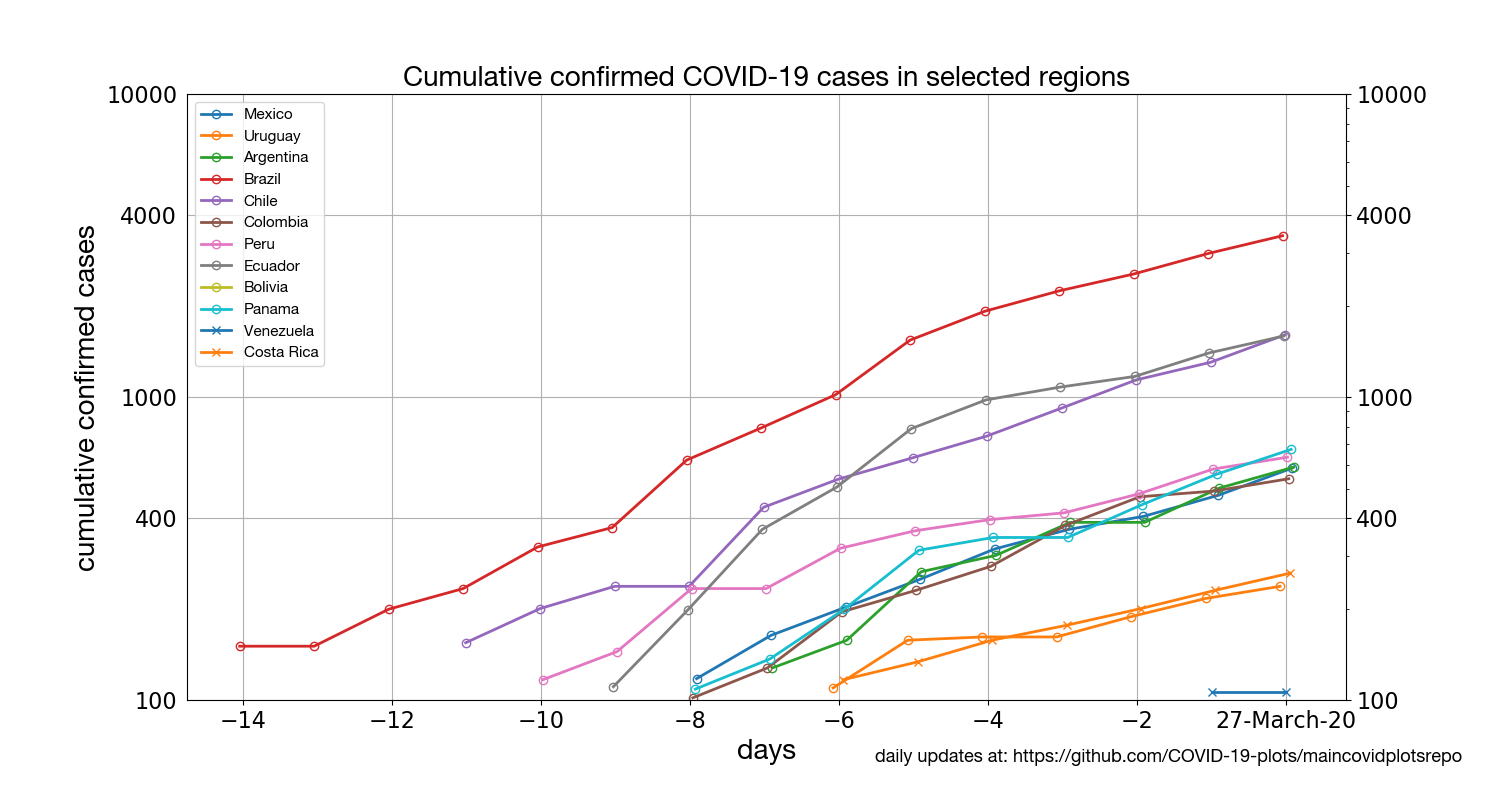 Cumulative confirmed COVID-19 cases in selected regions
10000
4000
1000
400
100
cumulative confirmed cases
Mexico
Uruguay
Argentina
Brazil
Chile
Colombia
Peru
Ecuador
Bolivia
Panama
Venezuela
Costa Rica
10000
4000
1000
400
100
−14 −12 −10 −8 −6 −4 −2 27-March-20
days
daily updates at: https://github.com/COVID-19-plots/maincovidplotsrepo